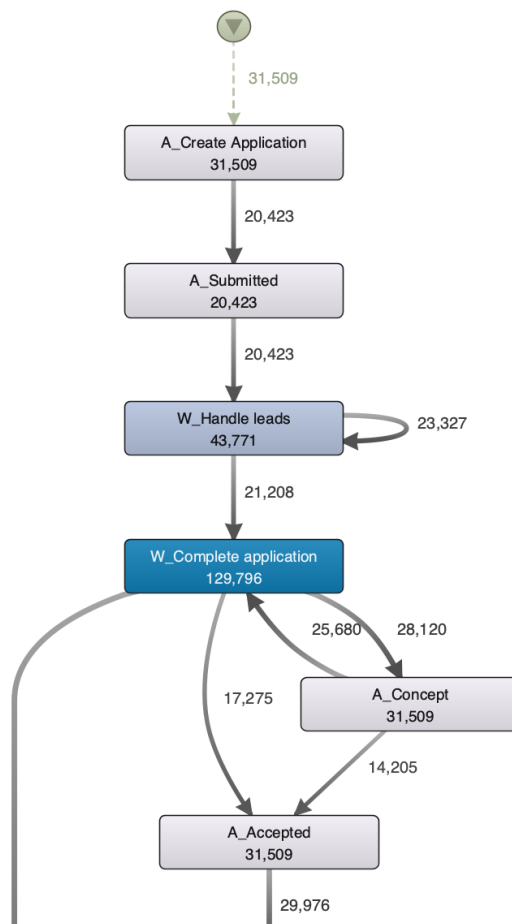 31,509
A_Create Application
31,509
20,423
A_Submitted
20,423
20,423
W_Handle leads
43,771
23,327
21,208
W_Complete application
129,796
25,680
28,120
17,275
A_Concept
31,509
14,205
A_Accepted
31,509
29,976